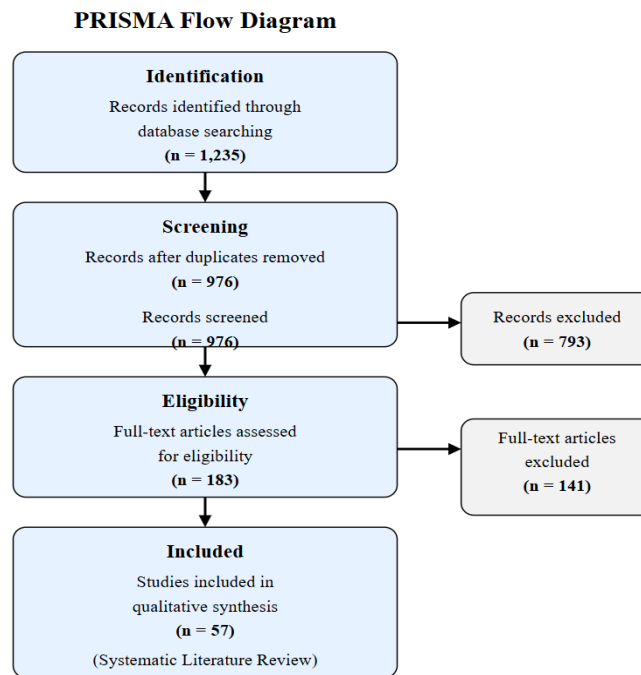 PRISMA Flow Diagram
Identification
Records identified through
database searching
(n = 1,235)
Screening
Records after duplicates removed
(n = 976)
Records screened
(n = 976)
Records excluded
(n = 793)
Eligibility
Full-text articles assessed
for eligibility
(n = 183)
Full-text articles
excluded
(n = 141)
Included
Studies included in
qualitative synthesis
(n = 57)
(Systematic Literature Review)